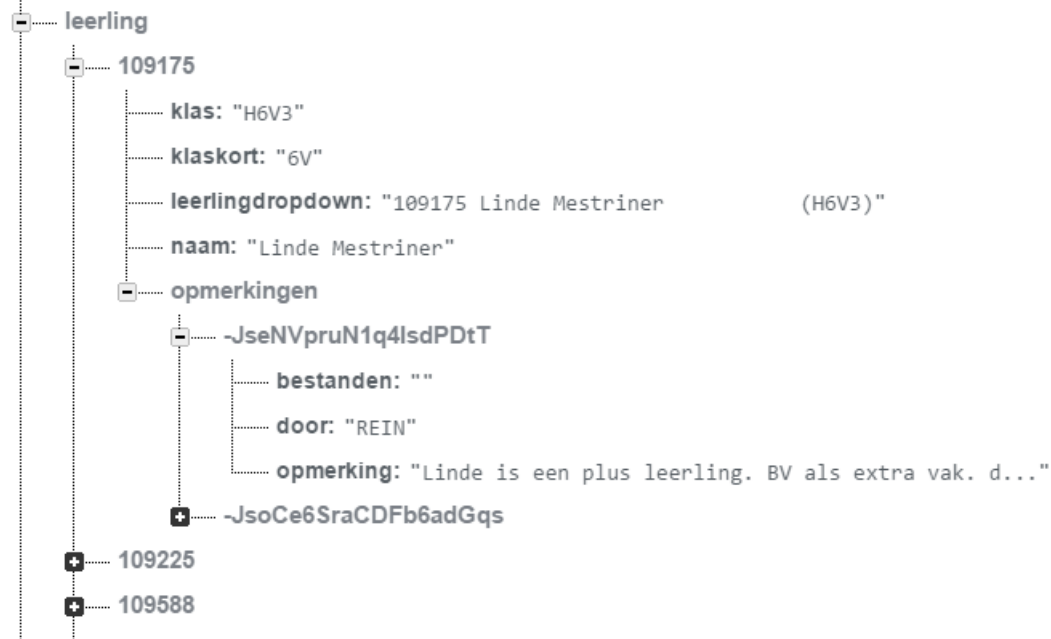 leerling
109175
klas: "H6V3"
klaskort: "6V"
leerlingdropdown: "109175 Linde Mestriner (H6V3)"
naam: "Linde Mestriner"
opmerkingen
-JseNVpruN1q4lsdPDtT
bestanden: ""
door: "REIN"
opmerking: "Linde is een plus leerling. BV als extra vak. d..."
-JsoCe6SraCDFb6adGqs
109225
109588